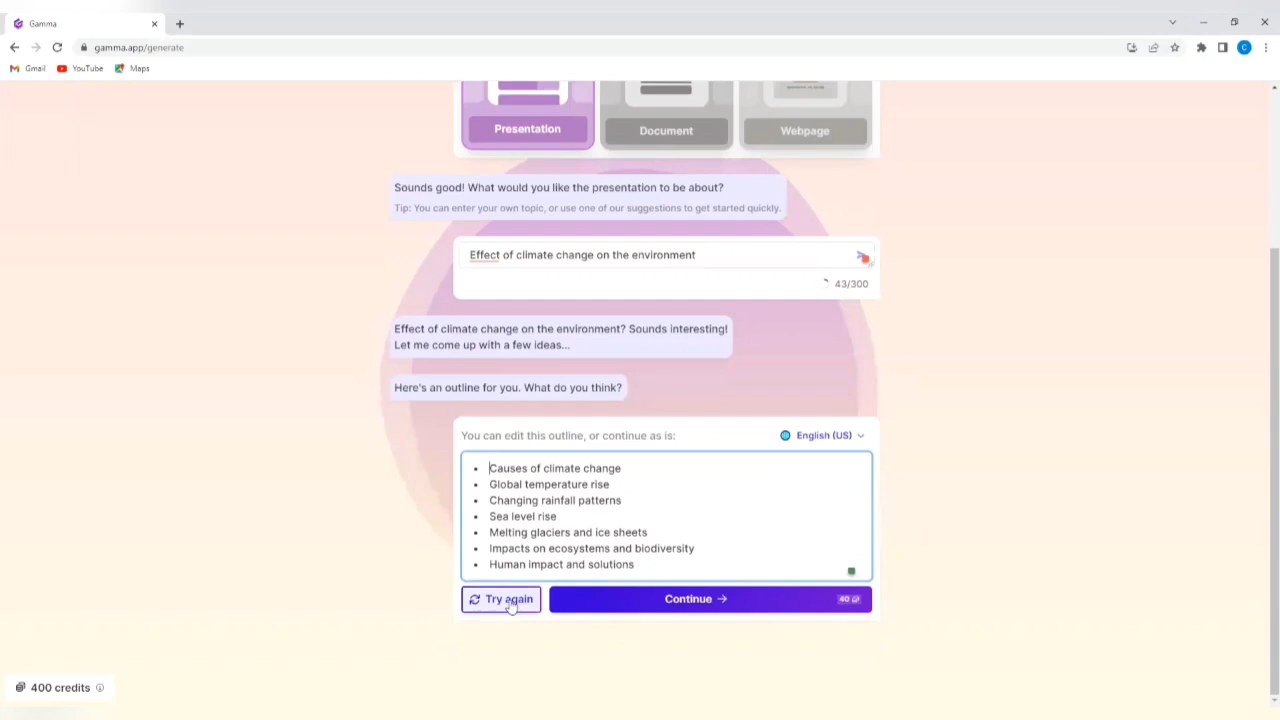 Gamma
gamma.app/generate
Gmail YouTube Maps
C
Presentation Document Webpage
Sounds good! What would you like the presentation to be about?
Tip: You can enter your own topic, or use one of our suggestions to get started quickly.
Effect of climate change on the environment
43/300
Effect of climate change on the environment? Sounds interesting!
Let me come up with a few ideas...
Here's an outline for you. What do you think?
You can edit this outline, or continue as is: English (US)
• Causes of climate change
• Global temperature rise
• Changing rainfall patterns
• Sea level rise
• Melting glaciers and ice sheets
• Impacts on ecosystems and biodiversity
• Human impact and solutions
Try again Continue → 40
400 credits